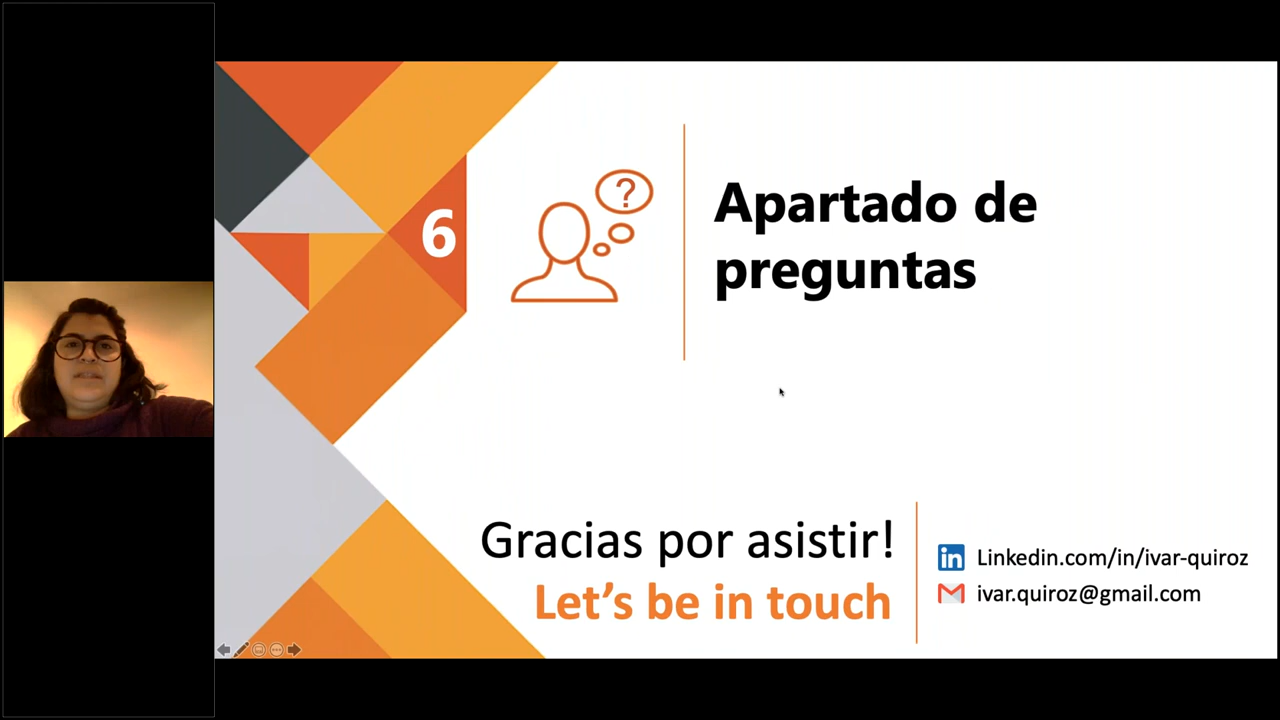 6
?
Apartado de
preguntas
Gracias por asistir!
Let's be in touch
in Linkedin.com/in/ivar-quiroz
ivar.quiroz@gmail.com